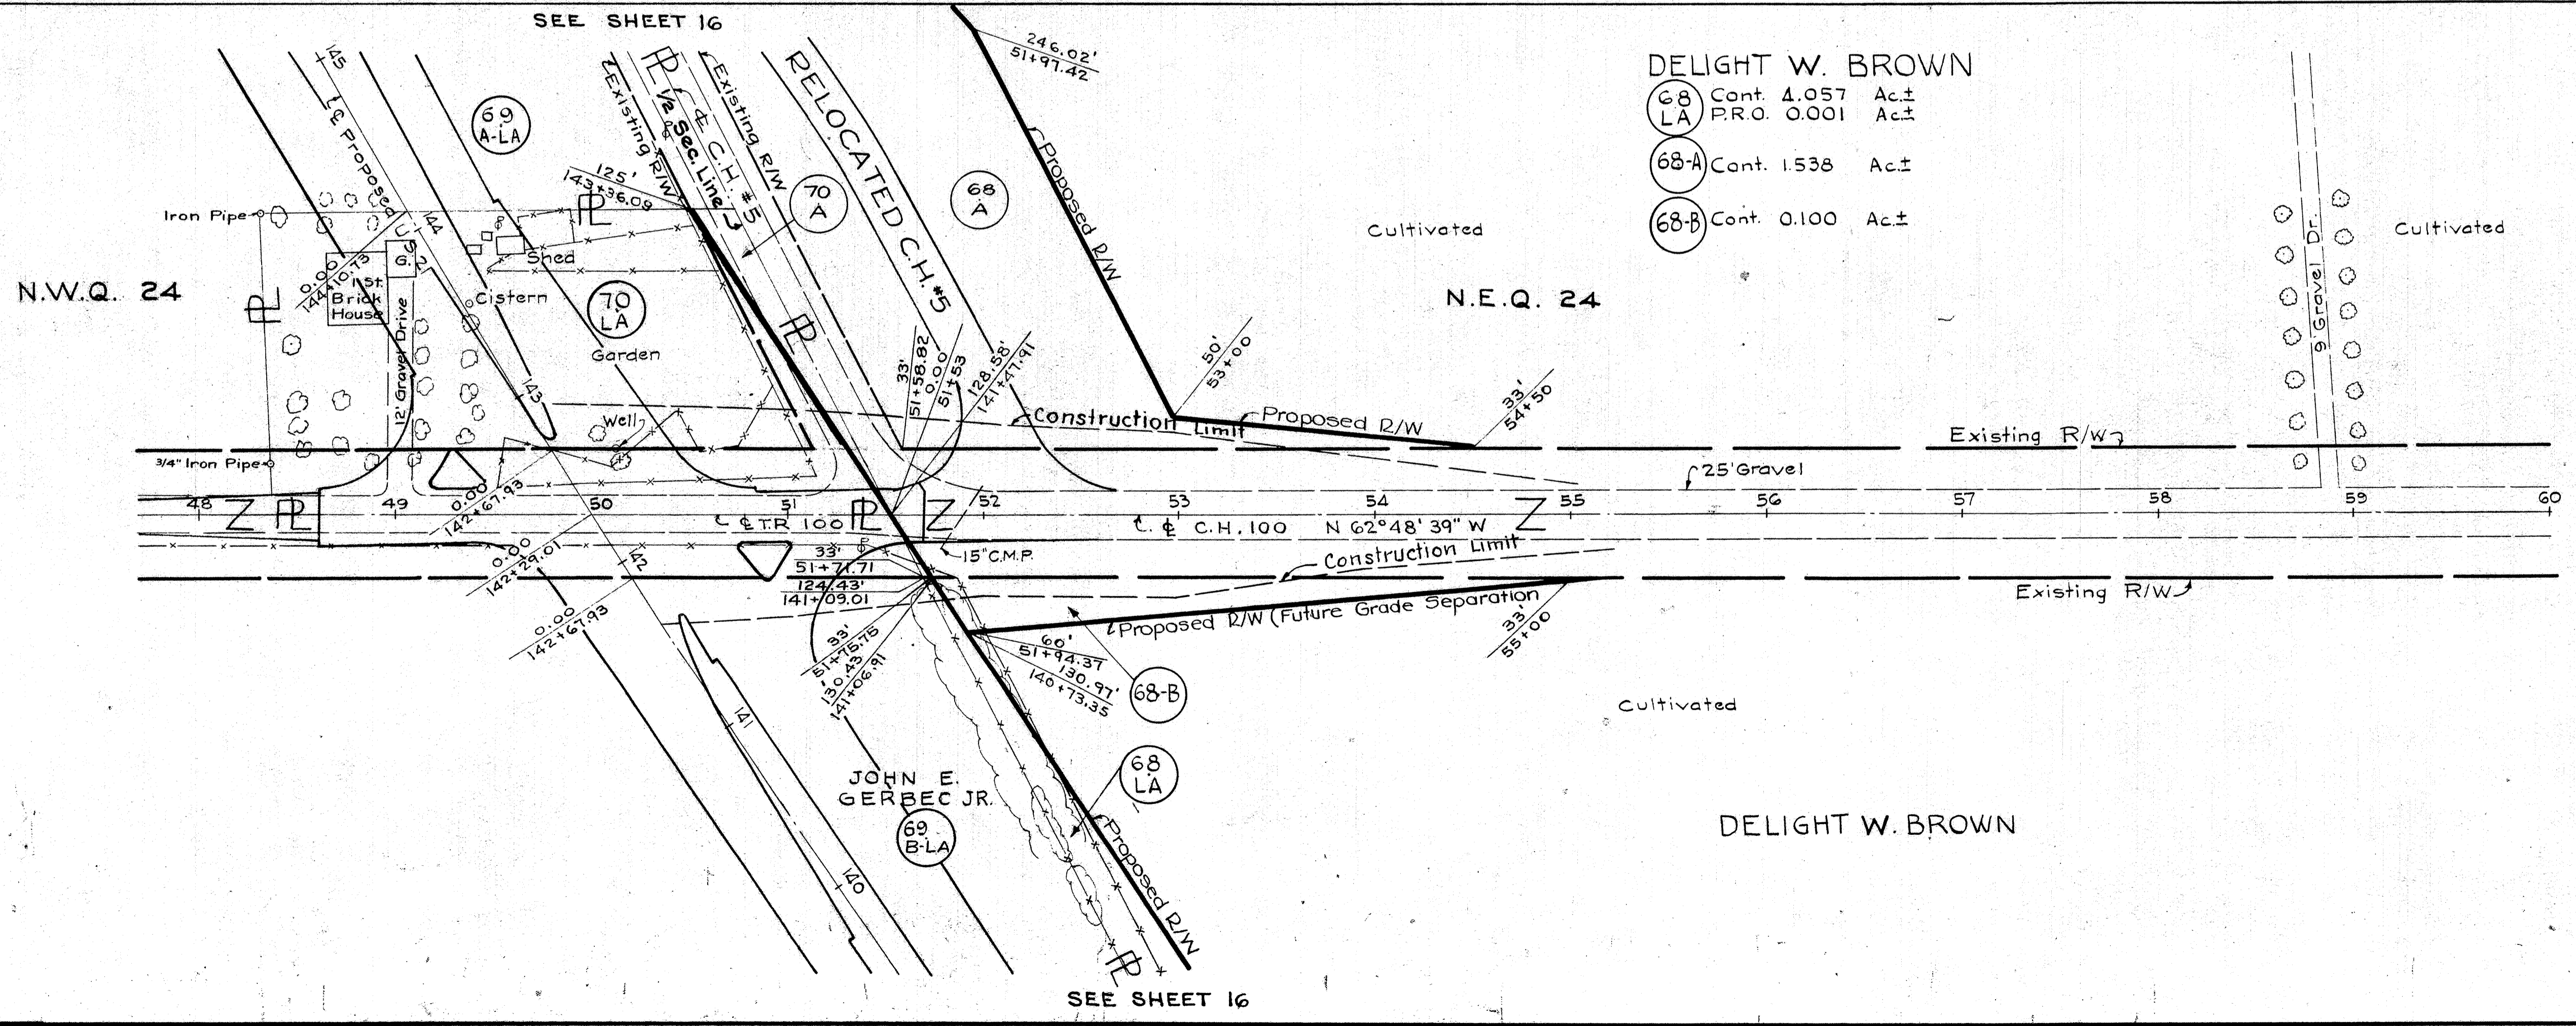 SEE SHEET 16
DELIGHT W. BROWN
68 LA Cont. 4.057 Ac.±
P.R.O. 0.001 Ac.±
68-A Cont. 1.538 Ac.±
68-B Cont. 0.100 Ac.±
246.02'
51+97.42
145
℄ Proposed
U.S.
69
A-LA
Existing R/W
℄ C.H. #5
1/2 Sec. Line
PL
Existing R/W
RELOCATED C.H. #5
Proposed R/W
125'
143+36.09
PL
70
A
68
A
Iron Pipe
144
Cultivated
Cultivated
9' Gravel Dr.
N.W.Q. 24
N.E.Q. 24
0.00
144+10.73
G.
1 St.
Brick
House
12' Gravel Drive
Shed
Cistern
70
LA
Garden
PL
PL
143
33'
51+58.82
0.00
51+53
128.58'
141+47.91
50'
53+00
33'
54+50
Well
Construction Limit
Proposed R/W
Existing R/W
3/4" Iron Pipe
25' Gravel
0.00
142+67.93
48
49
50
51
52
53
54
55
56
57
58
59
60
Z
PL
℄ TR 100
PL
Z
℄ C.H. 100 N 62°48'39" W
Z
15" C.M.P.
Construction Limit
0.00
142+29.01
142
33'
51+71.71
124.43'
141+09.01
Existing R/W
0.00
142+67.93
Proposed R/W (Future Grade Separation
33'
55+00
33'
51+75.75
130.43'
141+06.91
60'
51+94.37
130.97'
140+73.35
68-B
Cultivated
141
JOHN E.
GERBEC JR.
69
B-LA
68
LA
140
Proposed R/W
PL
DELIGHT W. BROWN
SEE SHEET 16